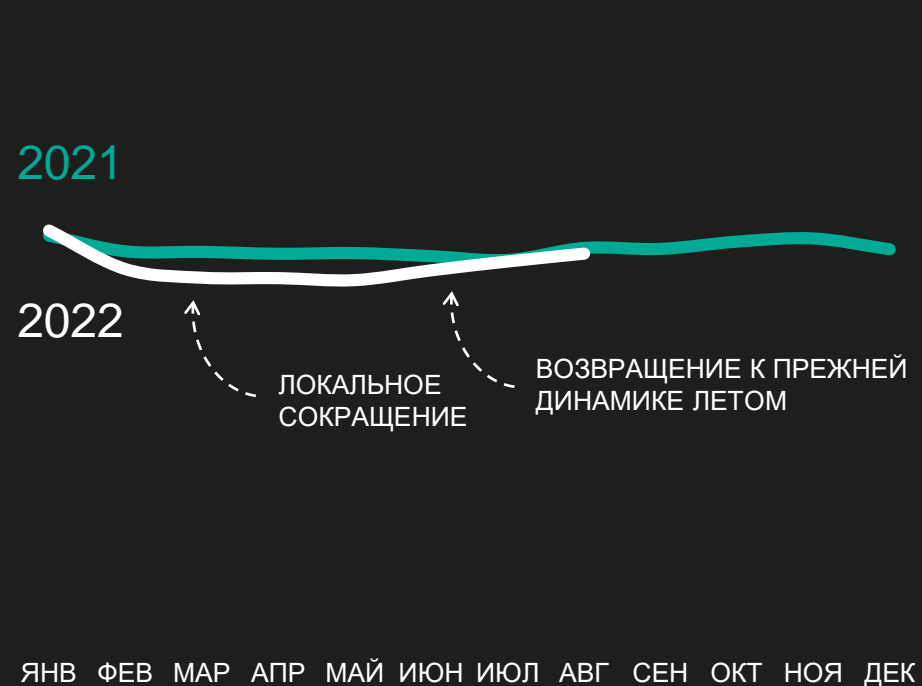 2021
2022
ЛОКАЛЬНОЕ
СОКРАЩЕНИЕ
ВОЗВРАЩЕНИЕ К ПРЕЖНЕЙ
ДИНАМИКЕ ЛЕТОМ
ЯНВ ФЕВ МАР АПР МАЙ ИЮН ИЮЛ АВГ СЕН ОКТ НОЯ ДЕК